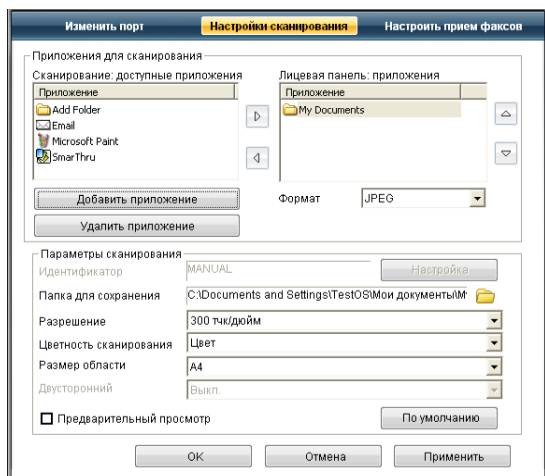 Изменить порт
Настройки сканирования
Настроить прием факсов
Приложения для сканирования
Сканирование: доступные приложения
Приложение
Add Folder
Email
Microsoft Paint
SmarThru
Лицевая панель: приложения
Приложение
My Documents
Добавить приложение
Удалить приложение
Формат
JPEG
Параметры сканирования
Идентификатор
MANUAL
Настройка
Папка для сохранения
C:\Documents and Settings\TestOS\Мои документы\M
Разрешение
300 тчк/дюйм
Цветность сканирования
Цвет
Размер области
A4
Двусторонний
Выкл.
Предварительный просмотр
По умолчанию
OK
Отмена
Применить